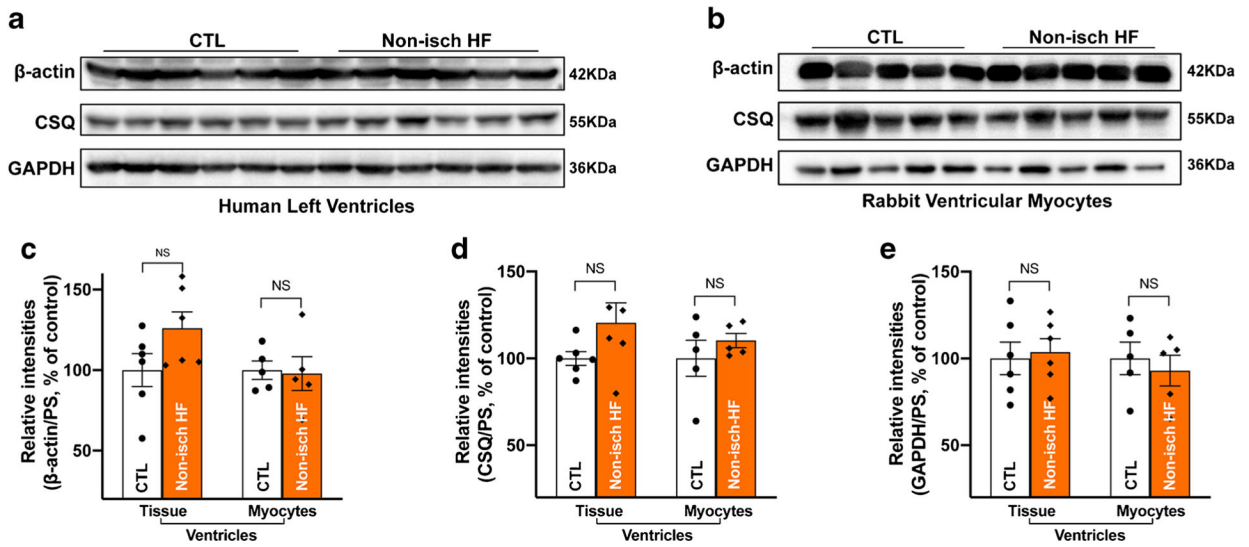 a
CTL Non-isch HF
β-actin 42KDa
CSQ 55KDa
GAPDH 36KDa
Human Left Ventricles
b
CTL Non-isch HF
β-actin 42KDa
CSQ 55KDa
GAPDH 36KDa
Rabbit Ventricular Myocytes
c
Relative intensities
(β-actin/PS, % of control)
150
100
50
NS
NS
CTL
Non-isch HF
CTL
Non-isch HF
Tissue Myocytes
Ventricles
d
Relative intensities
(CSQ/PS, % of control)
150
100
50
NS
NS
CTL
Non-isch HF
CTL
Non-isch-HF
Tissue Myocytes
Ventricles
e
Relative intensities
(GAPDH/PS, % of control)
150
100
50
NS
NS
CTL
Non-isch HF
CTL
Non-isch HF
Tissue Myocytes
Ventricles